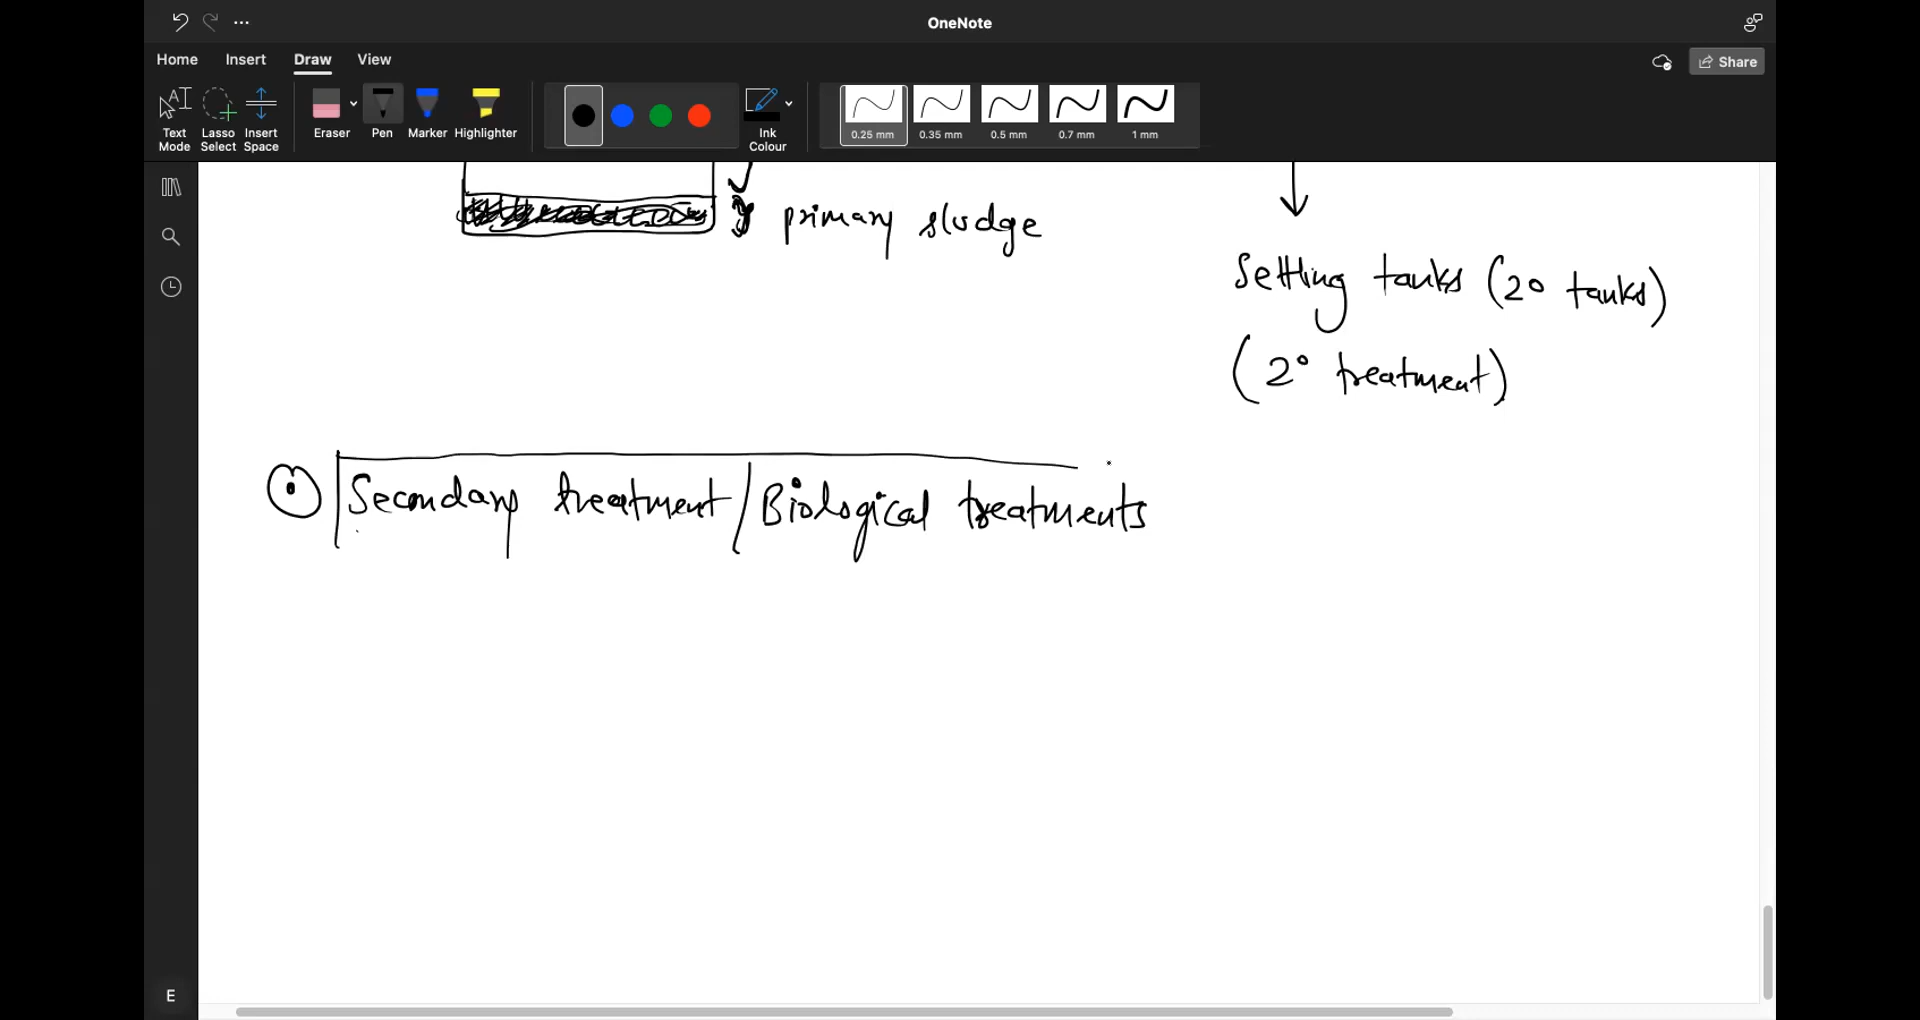 OneNote
Home Insert Draw View
Share
Text Mode
Lasso Select
Insert Space
Eraser
Pen
Marker
Highlighter
Ink Colour
0.25 mm
0.35 mm
0.5 mm
0.7 mm
1 mm
primary sludge
Settling tanks (2° tanks)
(2° treatment)
Secondary treatment/Biological treatments
E